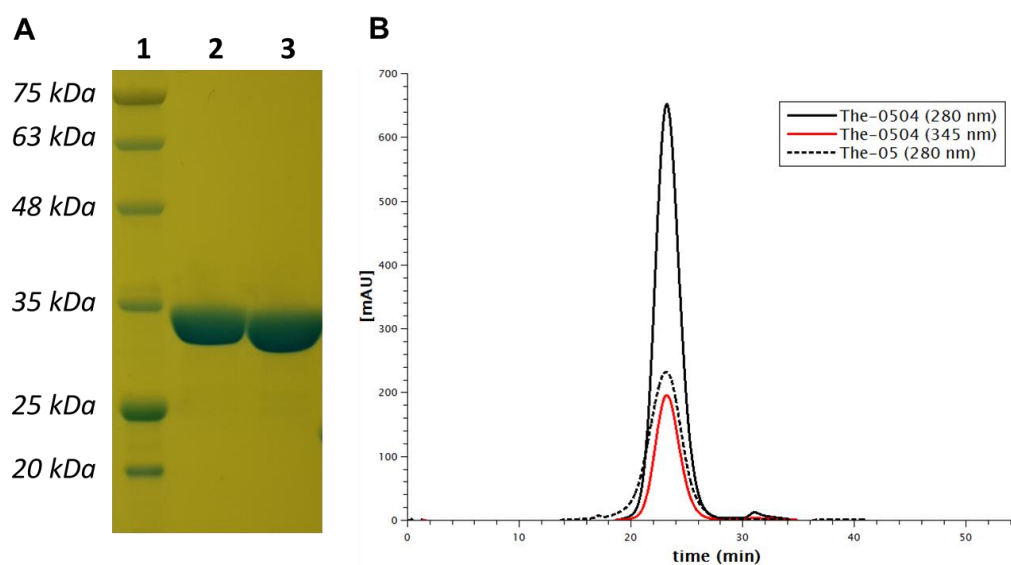 A
1 2 3
75 kDa
63 kDa
48 kDa
35 kDa
25 kDa
20 kDa
B
700
600
500
400
300
200
100
0
[mAU]
0 10 20 30 40 50
time (min)
The-0504 (280 nm)
The-0504 (345 nm)
The-05 (280 nm)